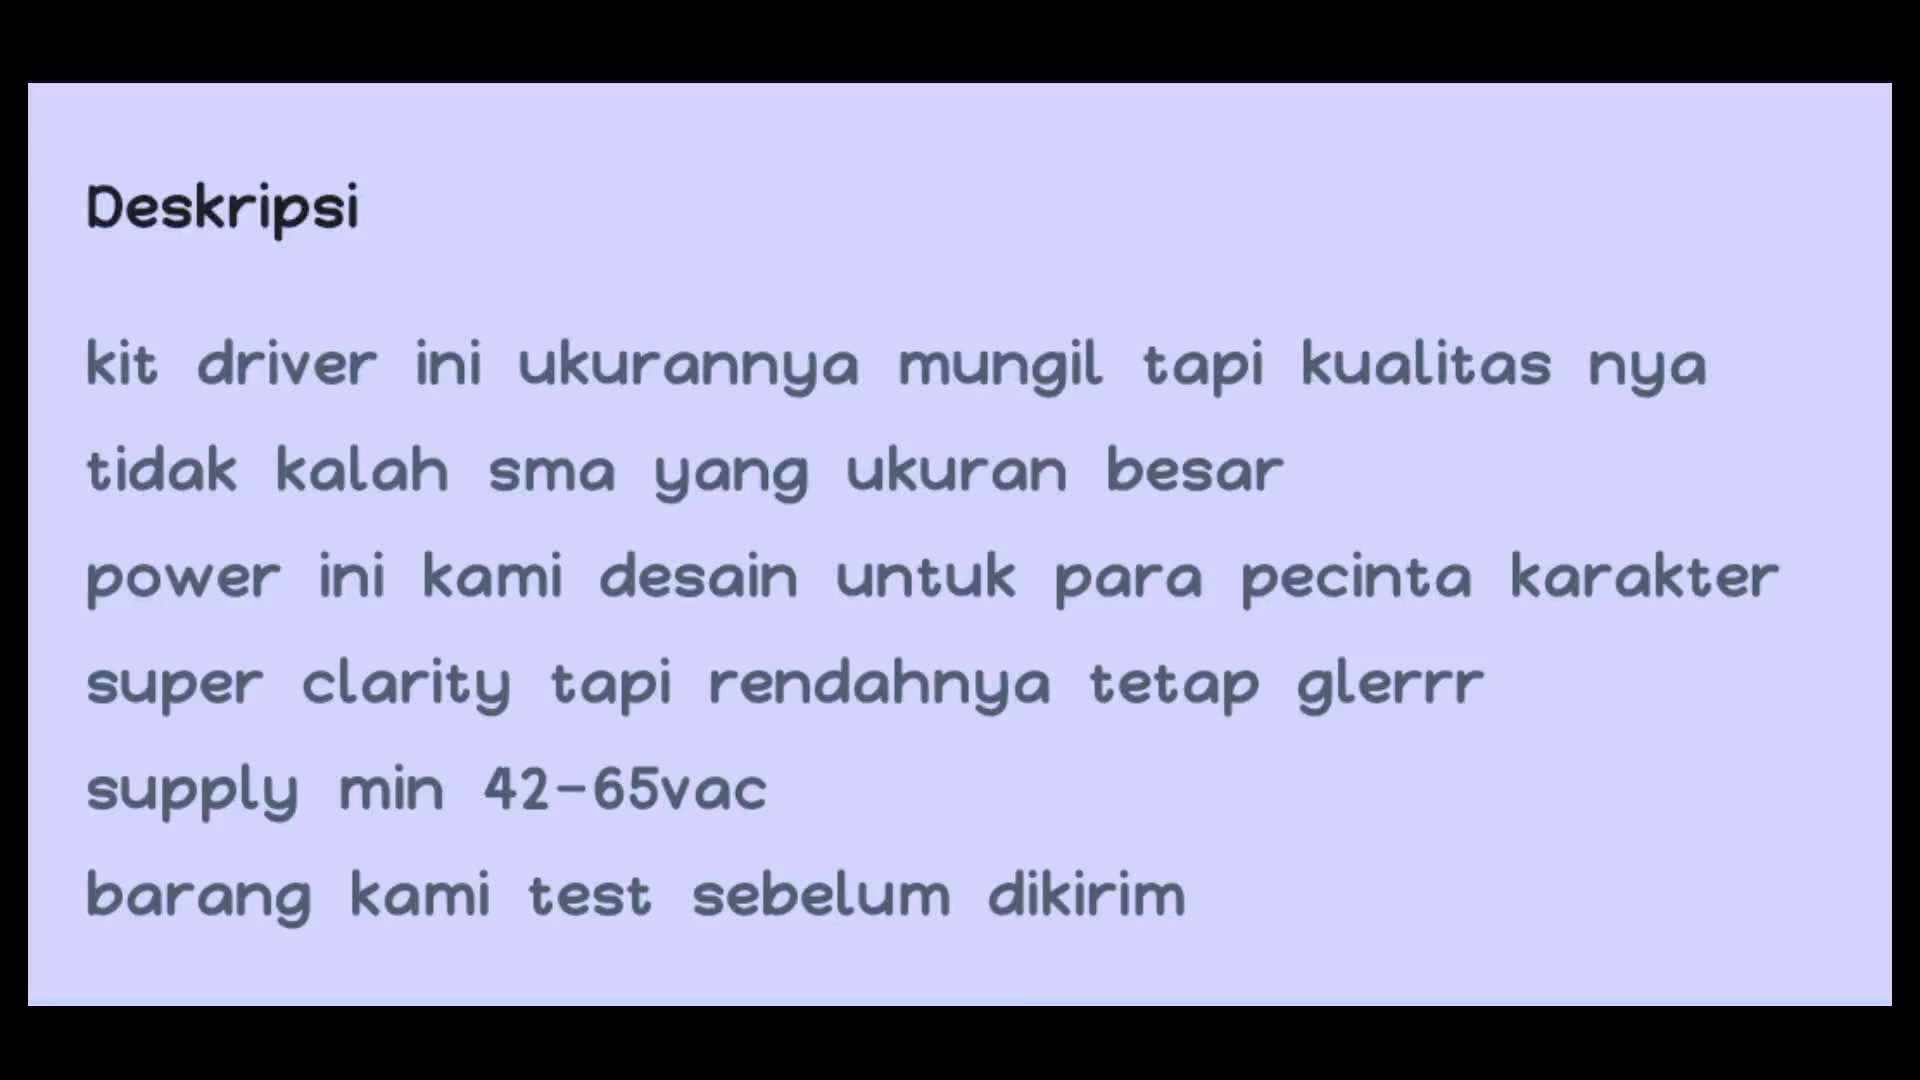 Deskripsi
kit driver ini ukurannya mungil tapi kualitas nya
tidak kalah sma yang ukuran besar
power ini kami desain untuk para pecinta karakter
super clarity tapi rendahnya tetap glerrr
supply min 42-65vac
barang kami test sebelum dikirim